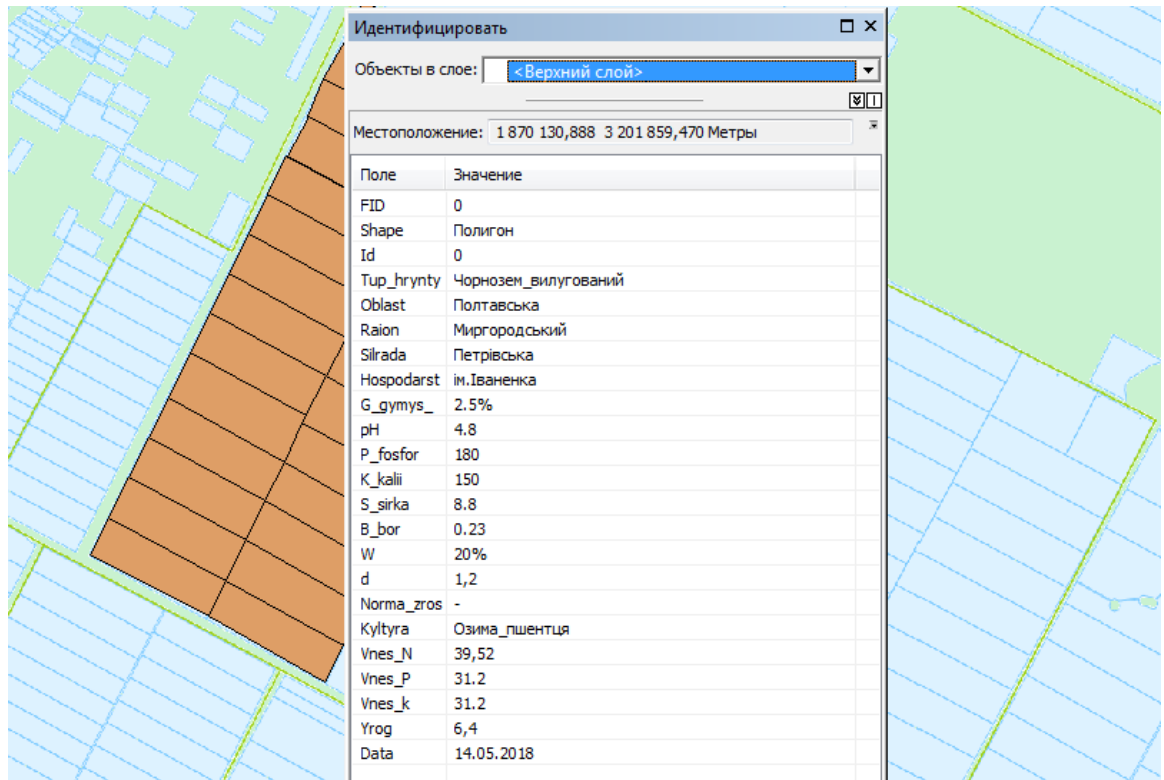 Идентифицировать
Объекты в слое: <Верхний слой>
Местоположение: 1 870 130,888 3 201 859,470 Метры
Поле Значение
FID 0
Shape Полигон
Id 0
Tup_hrynty Чорнозем_вилугований
Oblast Полтавська
Raion Миргородський
Silrada Петрівська
Hospodarst ім.Іваненка
G_gymys_ 2.5%
pH 4.8
P_fosfor 180
K_kalii 150
S_sirka 8.8
B_bor 0.23
W 20%
d 1,2
Norma_zros -
Kyltyra Озима_пшентця
Vnes_N 39,52
Vnes_P 31.2
Vnes_k 31.2
Yrog 6,4
Data 14.05.2018